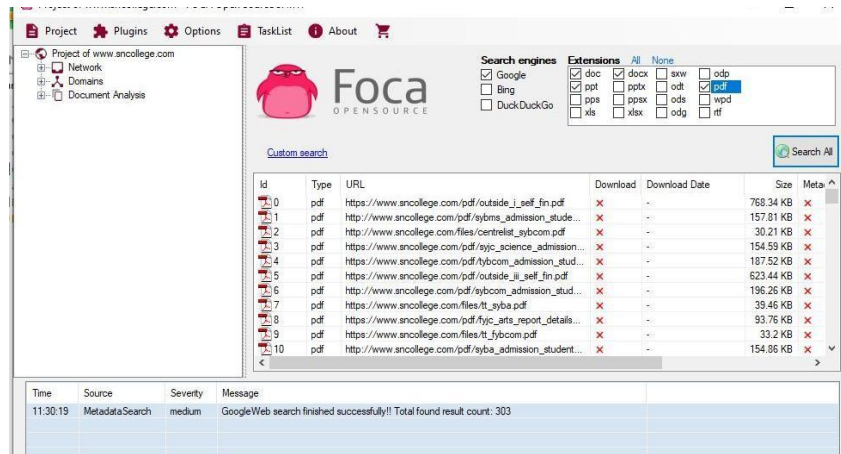 Project Plugins Options TaskList About
Project of www.sncollege.com
Network
Domains
Document Analysis
Foca
OPENSOURCE
Search engines
Google
Bing
DuckDuckGo
Extensions All None
doc docx sxw odp
ppt pptx odt pdf
pps ppsx ods wpd
xls xlsx odg rtf
Custom search
Search All
Id Type URL Download Download Date Size Meta
0 pdf https://www.sncollege.com/pdf/outside_i_self_fin.pdf - 768.34 KB
1 pdf http://www.sncollege.com/pdf/sybms_admission_stude... - 157.81 KB
2 pdf https://www.sncollege.com/files/centrelist_sybcom.pdf - 30.21 KB
3 pdf http://www.sncollege.com/pdf/syjc_science_admission... - 154.59 KB
4 pdf http://www.sncollege.com/pdf/tybcom_admission_stud... - 187.52 KB
5 pdf https://www.sncollege.com/pdf/outside_iii_self_fin.pdf - 623.44 KB
6 pdf http://www.sncollege.com/pdf/sybcom_admission_stud... - 196.26 KB
7 pdf https://www.sncollege.com/files/tt_syba.pdf - 39.46 KB
8 pdf http://www.sncollege.com/pdf/fyjc_arts_report_details... - 93.76 KB
9 pdf https://www.sncollege.com/files/tt_fybcom.pdf - 33.2 KB
10 pdf http://www.sncollege.com/pdf/syba_admission_student... - 154.86 KB
Time Source Severity Message
11:30:19 MetadataSearch medium GoogleWeb search finished successfully!! Total found result count: 303